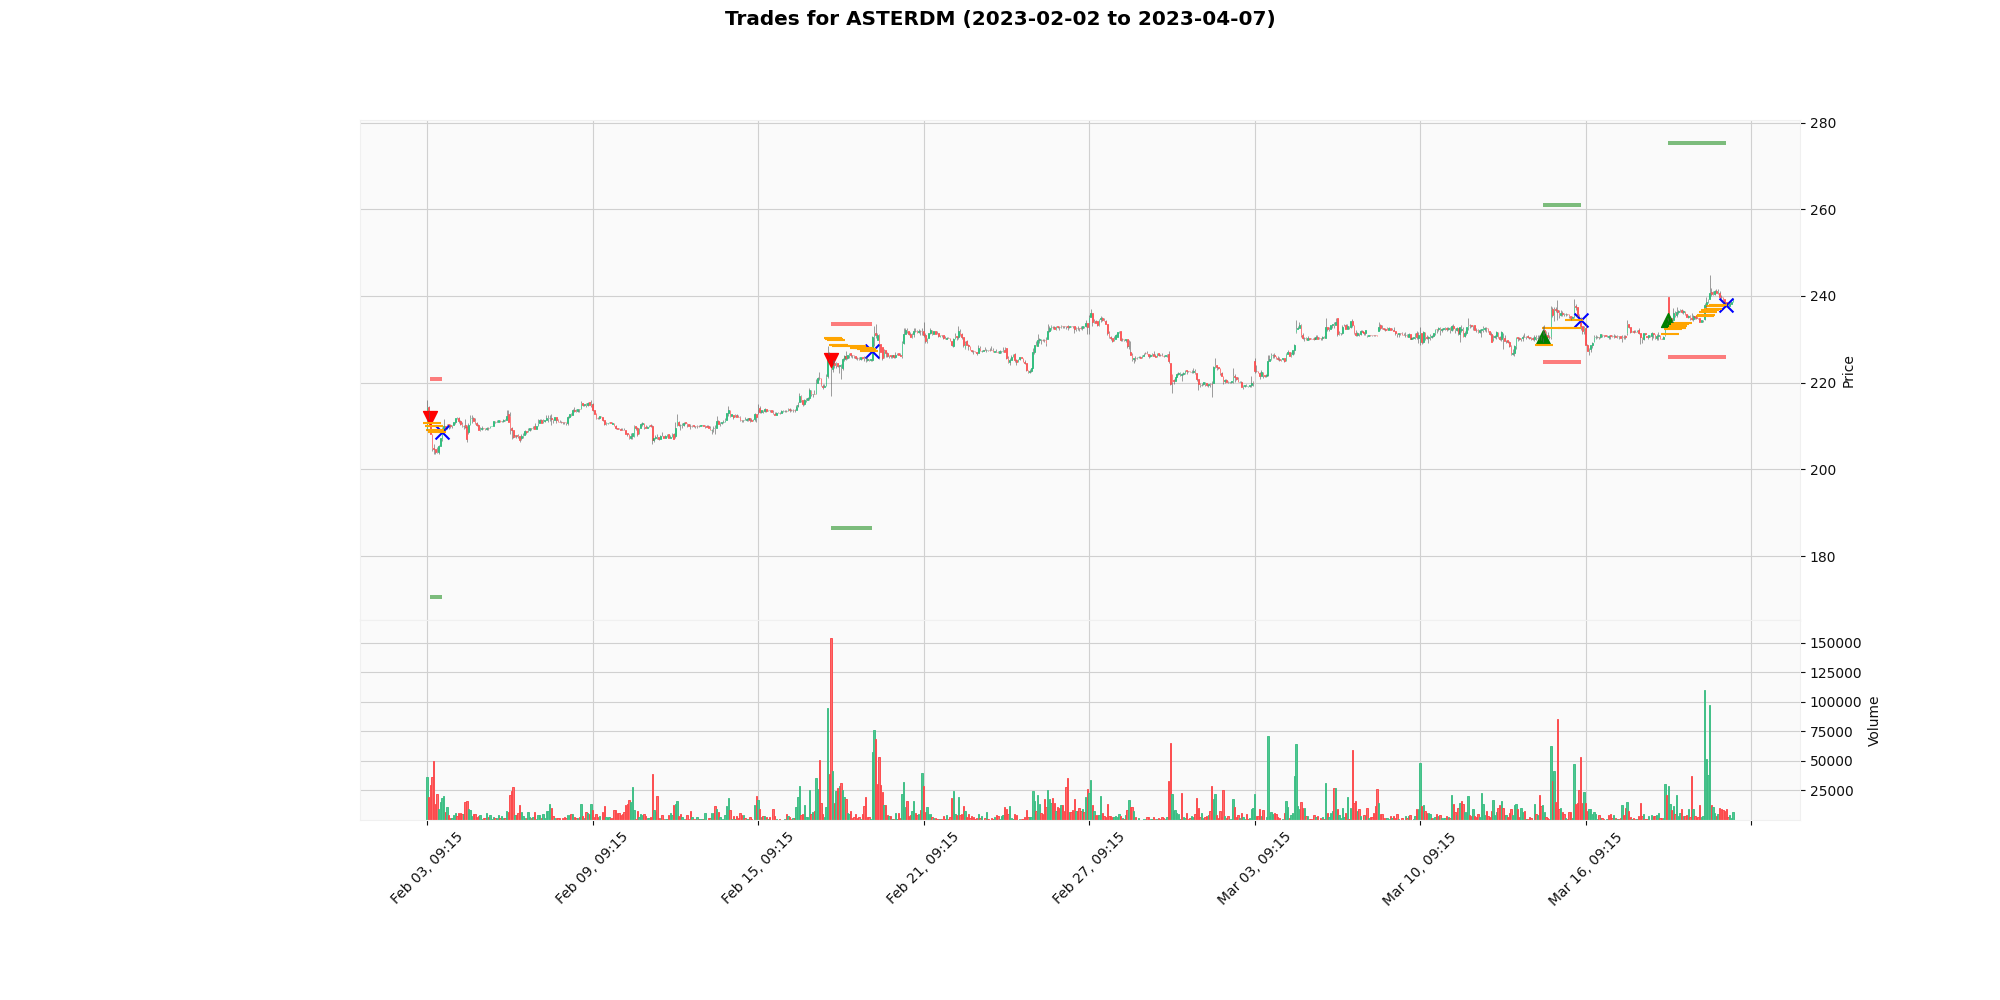 Trades for ASTERDM (2023-02-02 to 2023-04-07)
280
260
240
220
200
180
Price
150000
125000
100000
75000
50000
25000
Volume
Feb 03, 09:15
Feb 09, 09:15
Feb 15, 09:15
Feb 21, 09:15
Feb 27, 09:15
Mar 03, 09:15
Mar 10, 09:15
Mar 16, 09:15